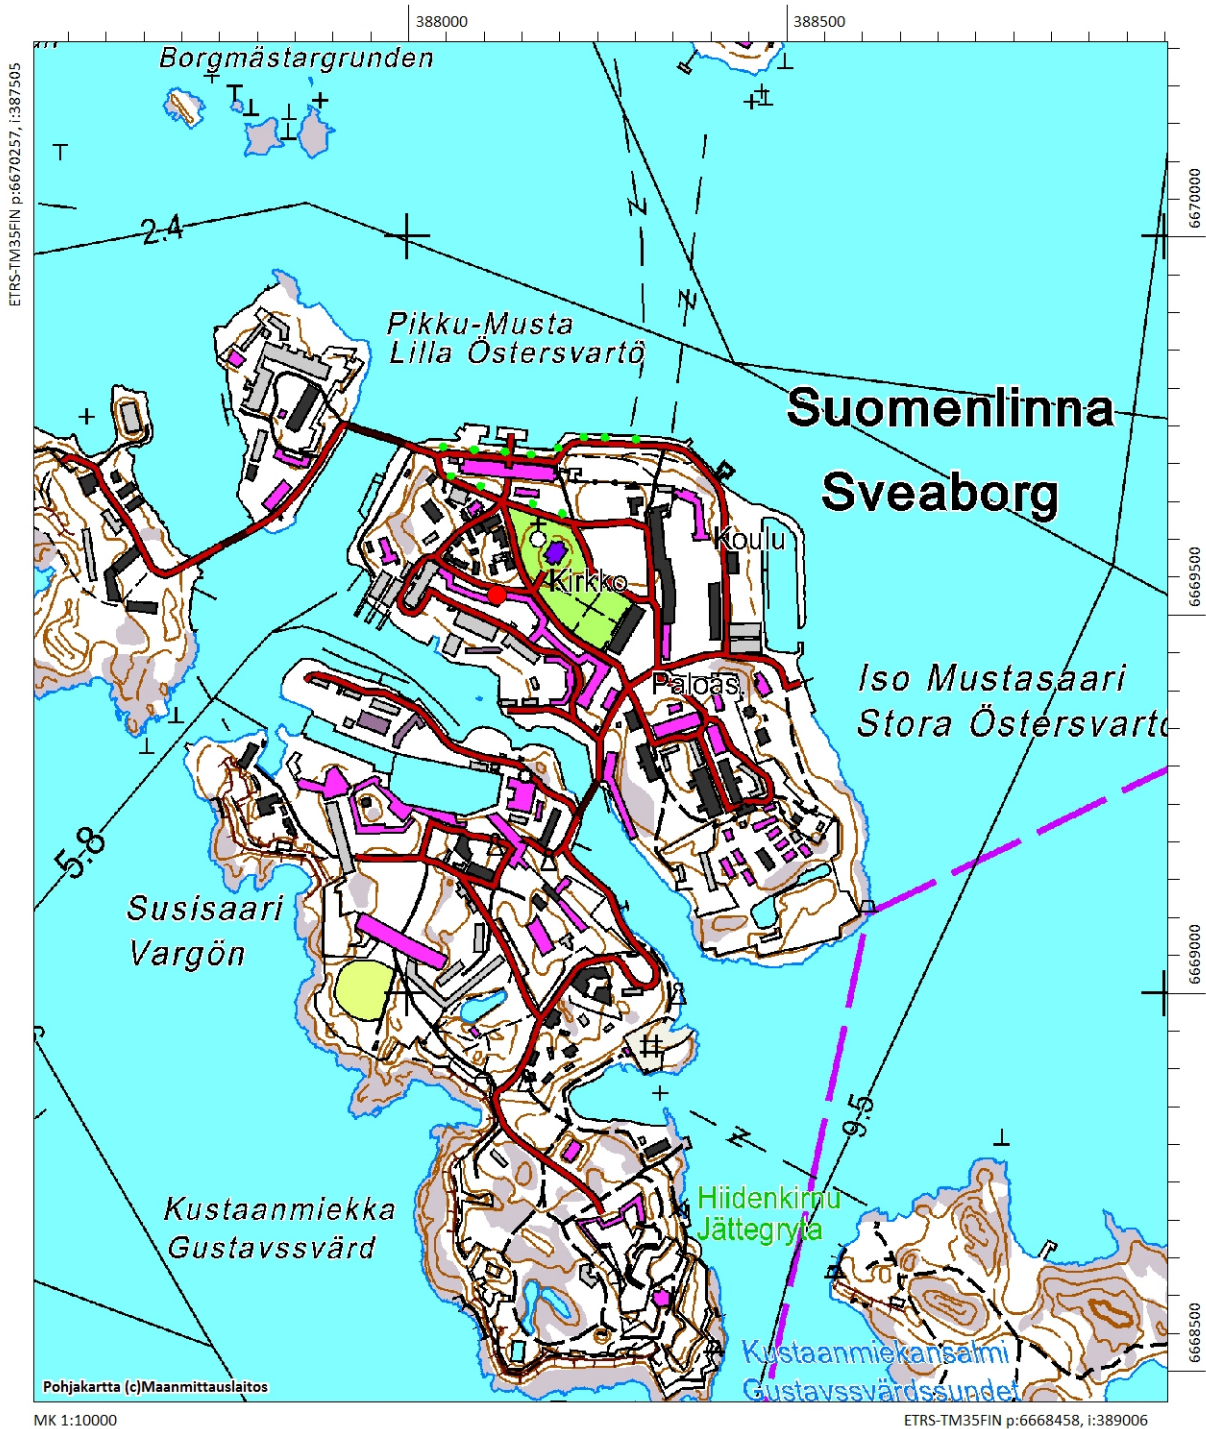 388000
388500
ETRS-TM35FIN p:6670257, i:387505
Borgmästargrunden
6670000
2.4
Pikku-Musta
Lilla Östersvartö
Suomenlinna
Sveaborg
Koulu
Kirkko
6669500
Paloas.
Iso Mustasaari
Stora Östersvartö
5.8
Susisaari
Vargön
6669000
9.5
Hiidenkirnu
Jättegryta
Kustaanmiekka
Gustavssvärd
6668500
Kustaanmiekansalmi
Gustavssvärdssundet
Pohjakartta (c)Maanmittauslaitos
MK 1:10000
ETRS-TM35FIN p:6668458, i:389006